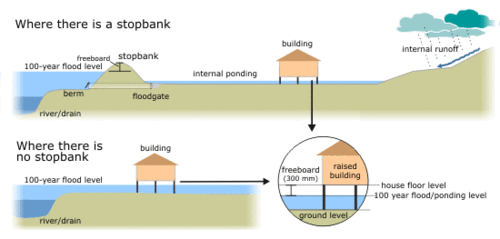 Where there is a stopbank
building
freeboard
stopbank
internal runoff
100-year flood level
internal ponding
berm
floodgate
river/drain
Where there is
no stopbank
building
100-year flood level
river/drain
freeboard
(300 mm)
raised
building
house floor level
100 year flood/ponding level
ground level